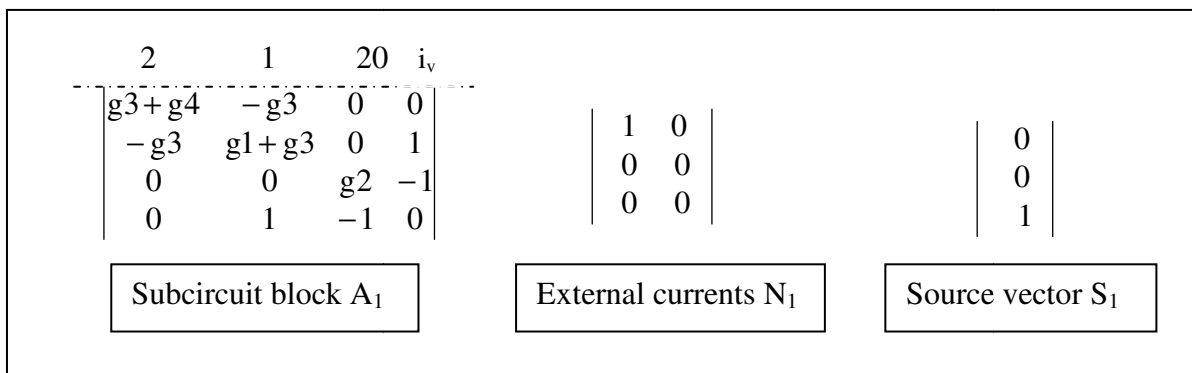 2 1 20 iᵥ
g3+g4 −g3 0 0
−g3 g1+g3 0 1
0 0 g2 −1
0 1 −1 0
Subcircuit block A₁
1 0
0 0
0 0
External currents N₁
0
0
1
Source vector S₁